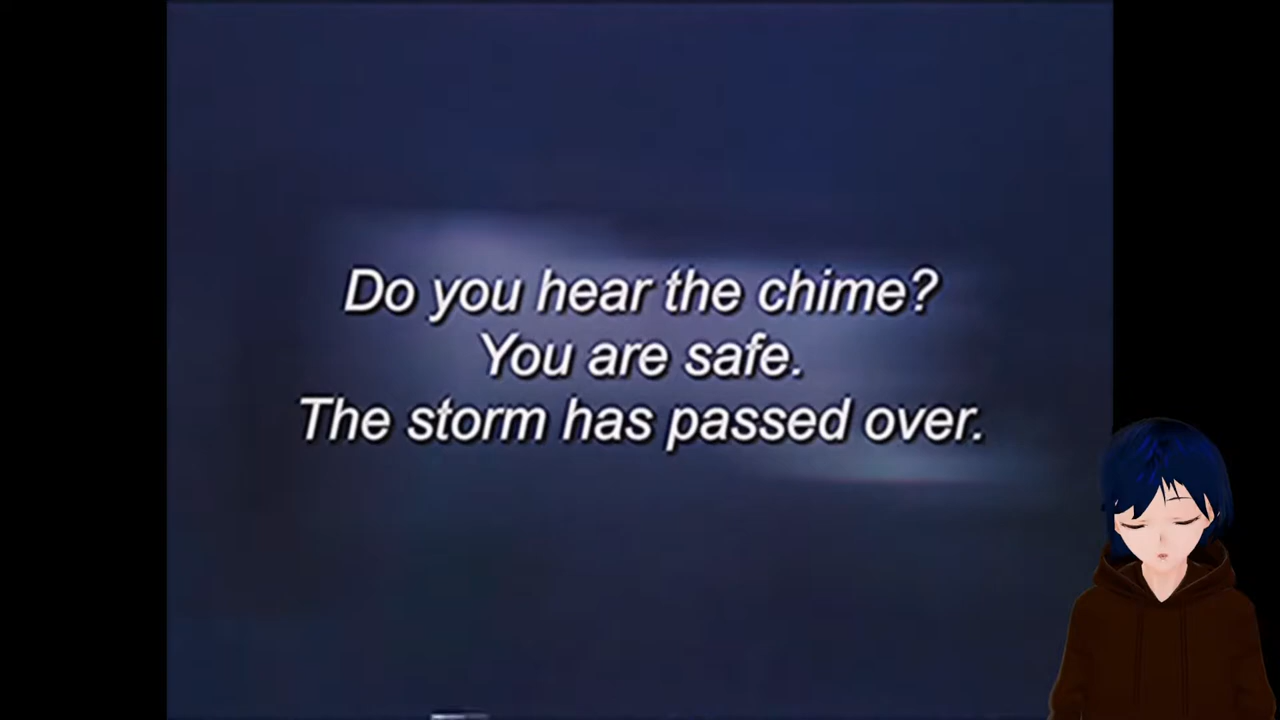 Do you hear the chime?
You are safe.
The storm has passed over.